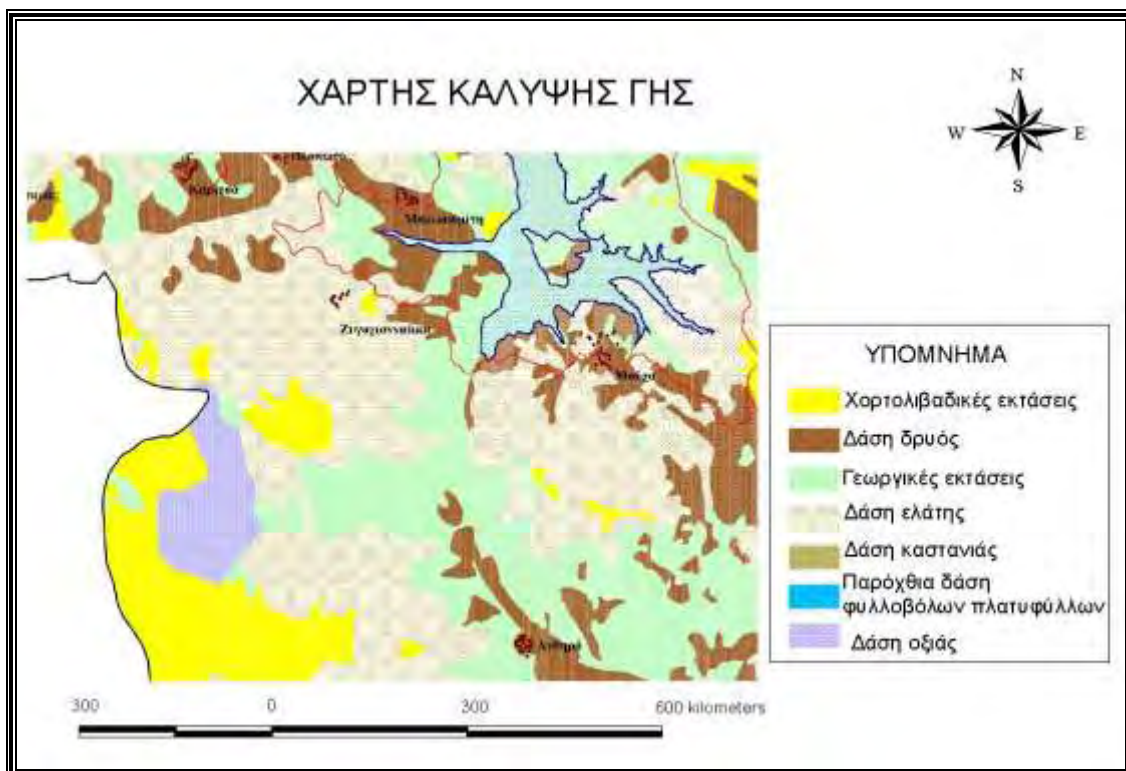 ΧΑΡΤΗΣ ΚΑΛΥΨΗΣ ΓΗΣ
N
W E
S
ΥΠΟΜΝΗΜΑ
Χορτολιβαδικές εκτάσεις
Δάση δρυός
Γεωργικές εκτάσεις
Δάση ελάτης
Δάση καστανιάς
Παρόχθια δάση
φυλλοβόλων πλατυφύλλων
Δάση οξιάς
300 0 300 600 kilometers